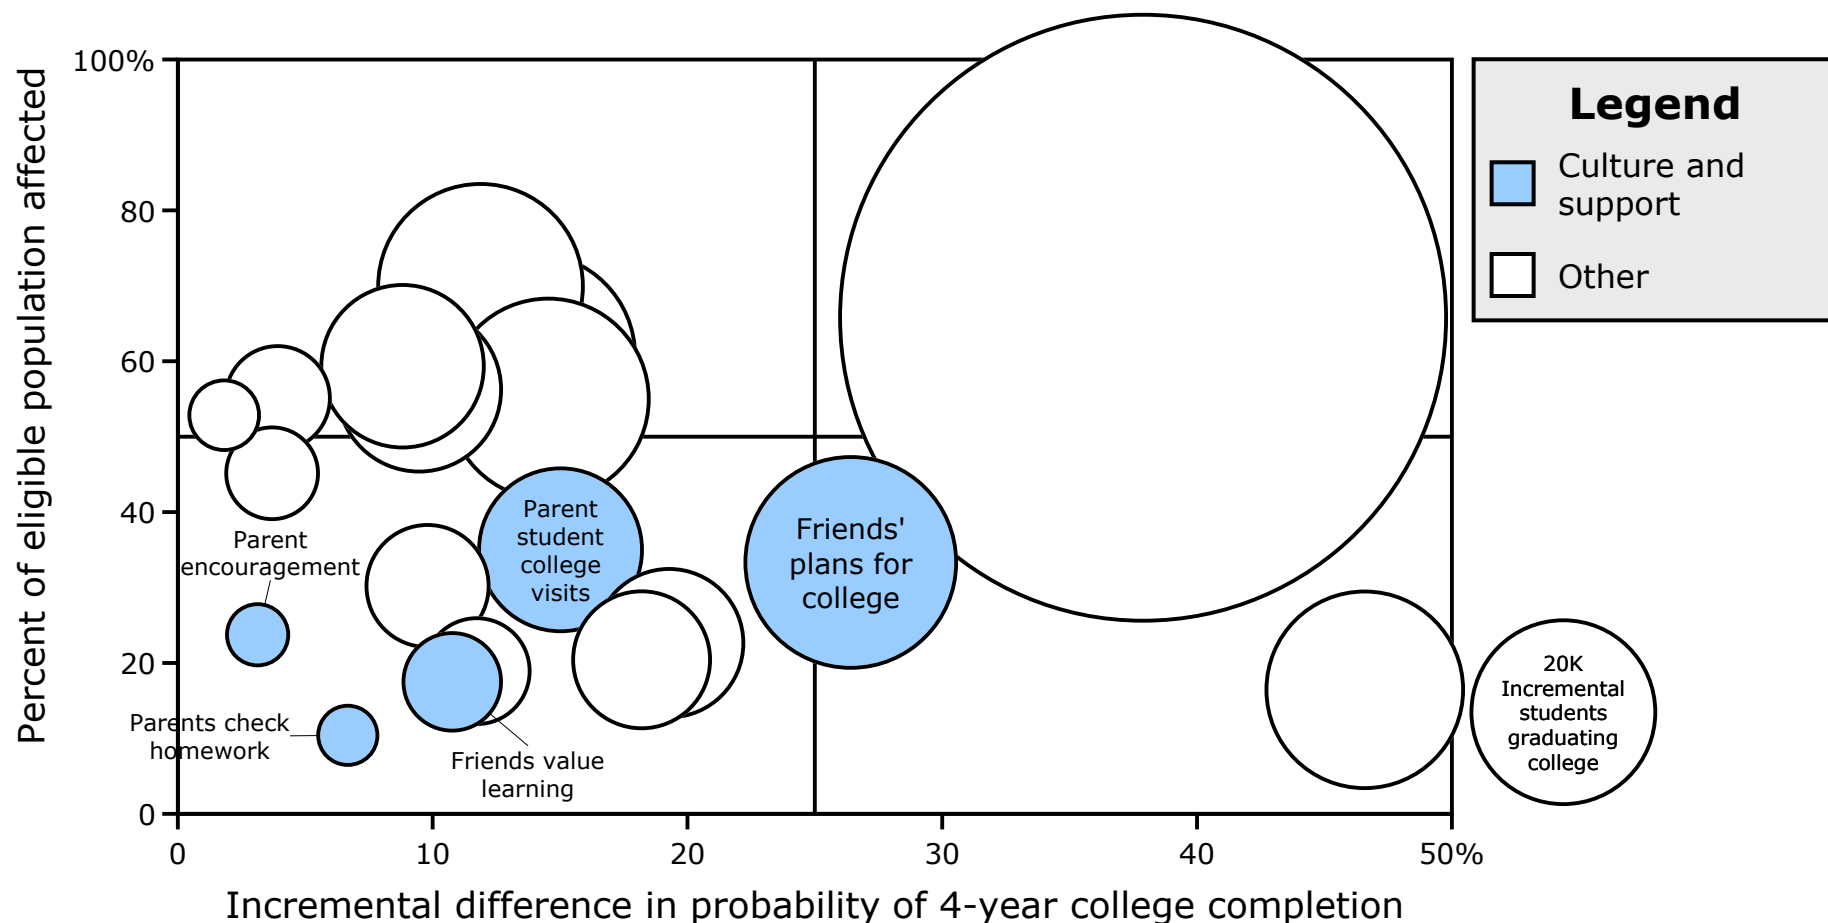 Percent of eligible population affected
100%
80
60
40
20
0
0
10
20
30
40
50%
Incremental difference in probability of 4-year college completion
Parent
encouragement
Parents check
homework
Friends value
learning
Parent
student
college
visits
Friends'
plans for
college
20K
Incremental
students
graduating
college
Legend
Culture and
support
Other